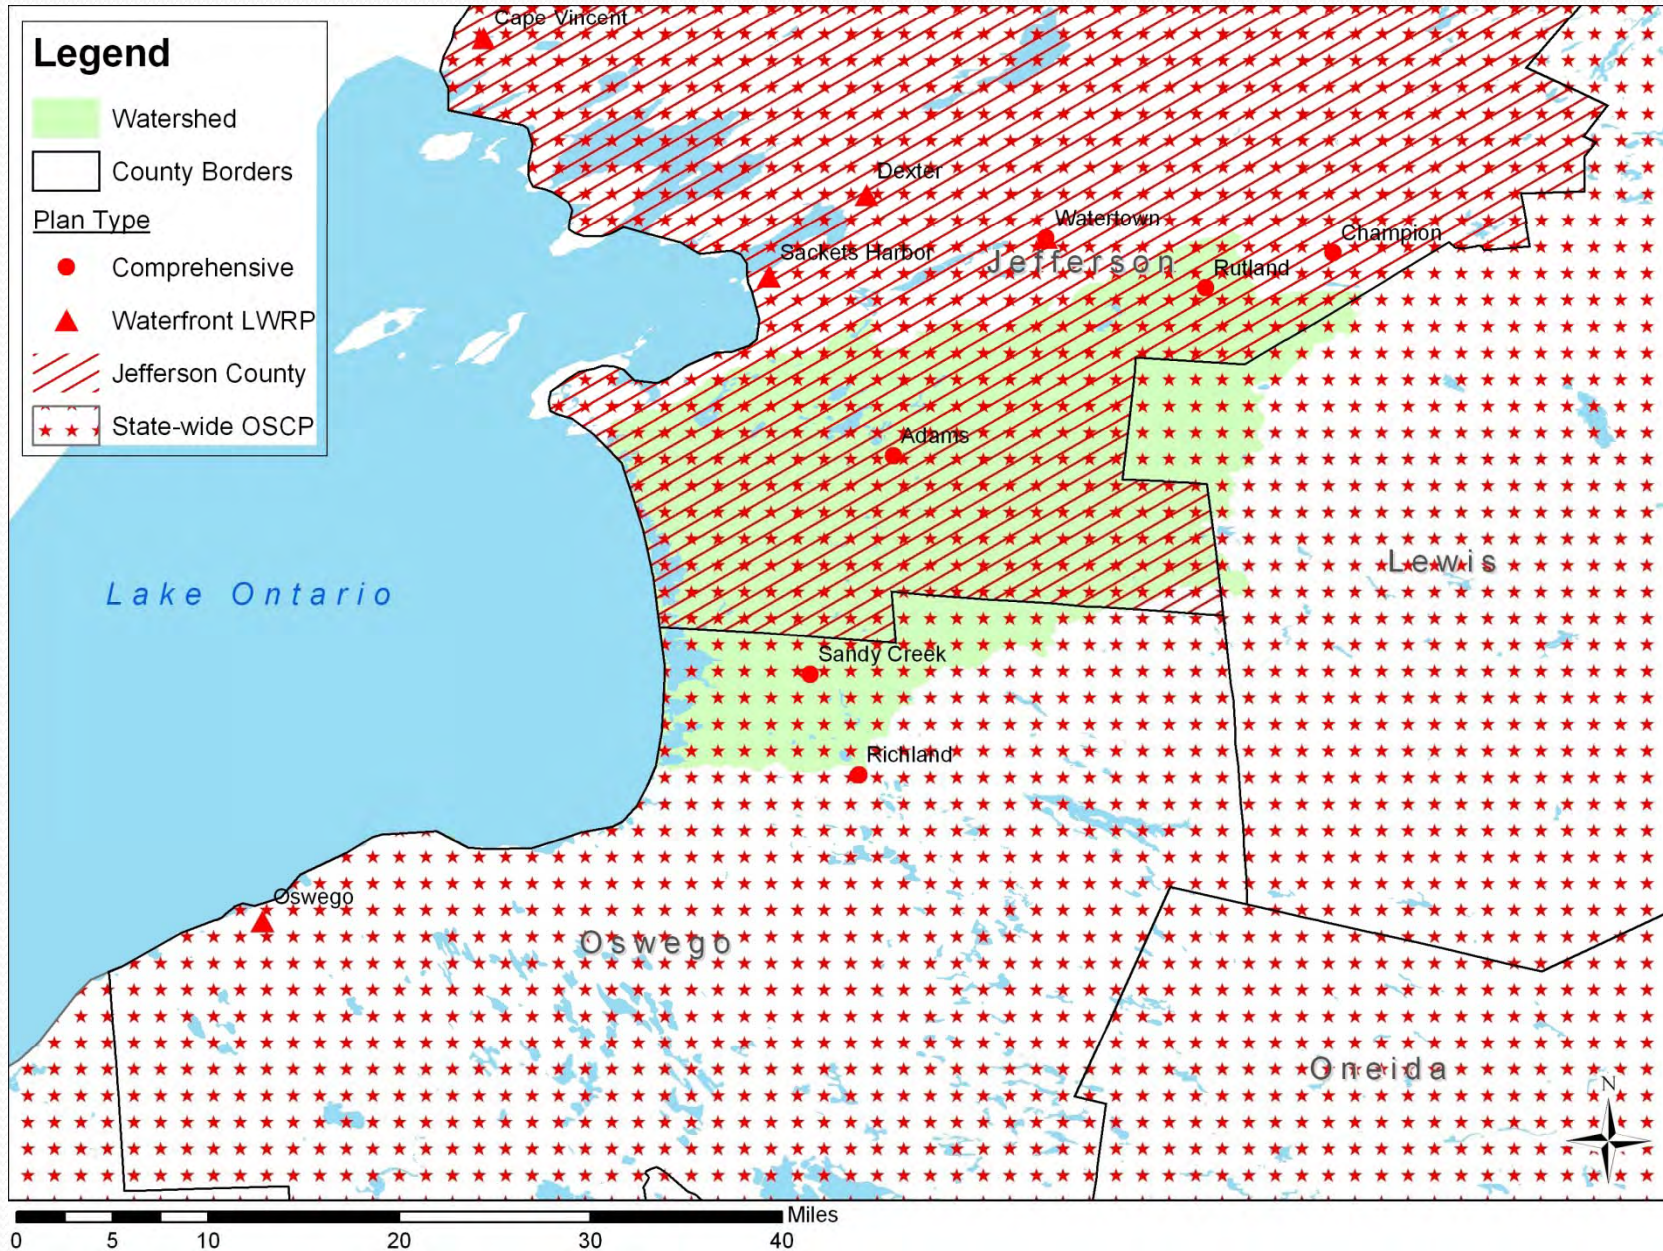 Legend
Watershed
County Borders
Plan Type
Comprehensive
Waterfront LWRP
Jefferson County
State-wide OSCP
Cape Vincent
Dexter
Watertown
Champion
Sackets Harbor
Jefferson
Rutland
Adams
Lewis
Lake Ontario
Sandy Creek
Richland
Oswego
Oswego
Oneida
N
Miles
0 5 10 20 30 40